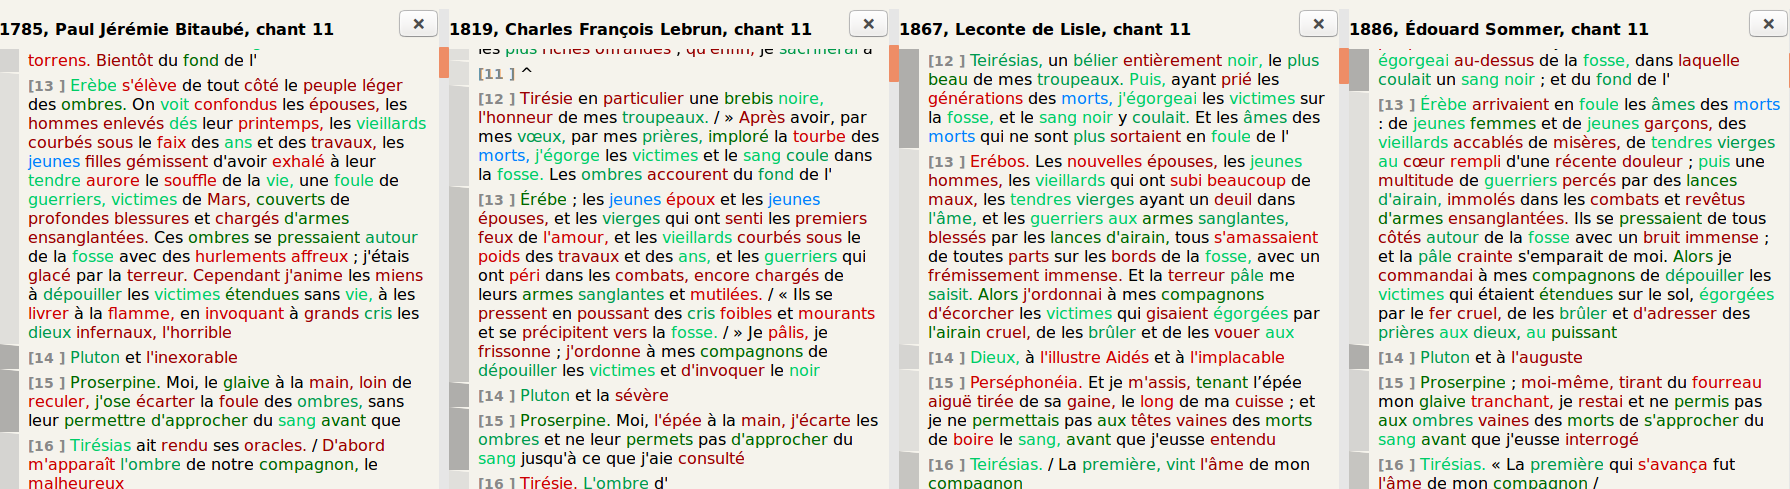 1785, Paul Jérémie Bitaubé, chant 11
×
torrens. Bientôt du fond de l'
[13 ] Erèbe s'élève de tout côté le peuple léger
des ombres. On voit confondus les épouses, les
hommes enlevés dés leur printemps, les vieillards
courbés sous le faix des ans et des travaux, les
jeunes filles gémissent d'avoir exhalé à leur
tendre aurore le souffle de la vie, une foule de
guerriers, victimes de Mars, couverts de
profondes blessures et chargés d'armes
ensanglantées. Ces ombres se pressaient autour
de la fosse avec des hurlements affreux ; j'étais
glacé par la terreur. Cependant j'anime les miens
à dépouiller les victimes étendues sans vie, à les
livrer à la flamme, en invoquant à grands cris les
dieux infernaux, l'horrible
[14 ] Pluton et l'inexorable
[15 ] Proserpine. Moi, le glaive à la main, loin de
reculer, j'ose écarter la foule des ombres, sans
leur permettre d'approcher du sang avant que
[16 ] Tirésias ait rendu ses oracles. / D'abord
m'apparaît l'ombre de notre compagnon, le
malheureux
1819, Charles François Lebrun, chant 11
×
les plus riches offrandes ; qu'enfin, je sacrifierai à
[11 ] ^
[12 ] Tirésie en particulier une brebis noire,
l'honneur de mes troupeaux. / » Après avoir, par
mes vœux, par mes prières, imploré la tourbe des
morts, j'égorge les victimes et le sang coule dans
la fosse. Les ombres accourent du fond de l'
[13 ] Érébe ; les jeunes époux et les jeunes
épouses, et les vierges qui ont senti les premiers
feux de l'amour, et les vieillards courbés sous le
poids des travaux et des ans, et les guerriers qui
ont péri dans les combats, encore chargés de
leurs armes sanglantes et mutilées. / « Ils se
pressent en poussant des cris foibles et mourants
et se précipitent vers la fosse. / » Je pâlis, je
frissonne ; j'ordonne à mes compagnons de
dépouiller les victimes et d'invoquer le noir
[14 ] Pluton et la sévère
[15 ] Proserpine. Moi, l'épée à la main, j'écarte les
ombres et ne leur permets pas d'approcher du
sang jusqu'à ce que j'aie consulté
[16 ] Tirésie. L'ombre d'
1867, Leconte de Lisle, chant 11
×
[12 ] Teirésias, un bélier entièrement noir, le plus
beau de mes troupeaux. Puis, ayant prié les
générations des morts, j'égorgeai les victimes sur
la fosse, et le sang noir y coulait. Et les âmes des
morts qui ne sont plus sortaient en foule de l'
[13 ] Erébos. Les nouvelles épouses, les jeunes
hommes, les vieillards qui ont subi beaucoup de
maux, les tendres vierges ayant un deuil dans
l'âme, et les guerriers aux armes sanglantes,
blessés par les lances d'airain, tous s'amassaient
de toutes parts sur les bords de la fosse, avec un
frémissement immense. Et la terreur pâle me
saisit. Alors j'ordonnai à mes compagnons
d'écorcher les victimes qui gisaient égorgées par
l'airain cruel, de les brûler et de les vouer aux
[14 ] Dieux, à l'illustre Aidés et à l'implacable
[15 ] Perséphonéia. Et je m'assis, tenant l’épée
aiguë tirée de sa gaine, le long de ma cuisse ; et
je ne permettais pas aux têtes vaines des morts
de boire le sang, avant que j'eusse entendu
[16 ] Teirésias. / La première, vint l'âme de mon
compagnon
1886, Édouard Sommer, chant 11
×
égorgeai au-dessus de la fosse, dans laquelle
coulait un sang noir ; et du fond de l'
[13 ] Érèbe arrivaient en foule les âmes des morts
: de jeunes femmes et de jeunes garçons, des
vieillards accablés de misères, de tendres vierges
au cœur rempli d'une récente douleur ; puis une
multitude de guerriers percés par des lances
d'airain, immolés dans les combats et revêtus
d'armes ensanglantées. Ils se pressaient de tous
côtés autour de la fosse avec un bruit immense ;
et la pâle crainte s'emparait de moi. Alors je
commandai à mes compagnons de dépouiller les
victimes qui étaient étendues sur le sol, égorgées
par le fer cruel, de les brûler et d'adresser des
prières aux dieux, au puissant
[14 ] Pluton et à l'auguste
[15 ] Proserpine ; moi-même, tirant du fourreau
mon glaive tranchant, je restai et ne permis pas
aux ombres vaines des morts de s'approcher du
sang avant que j'eusse interrogé
[16 ] Tirésias. « La première qui s'avança fut
l'âme de mon compagnon /